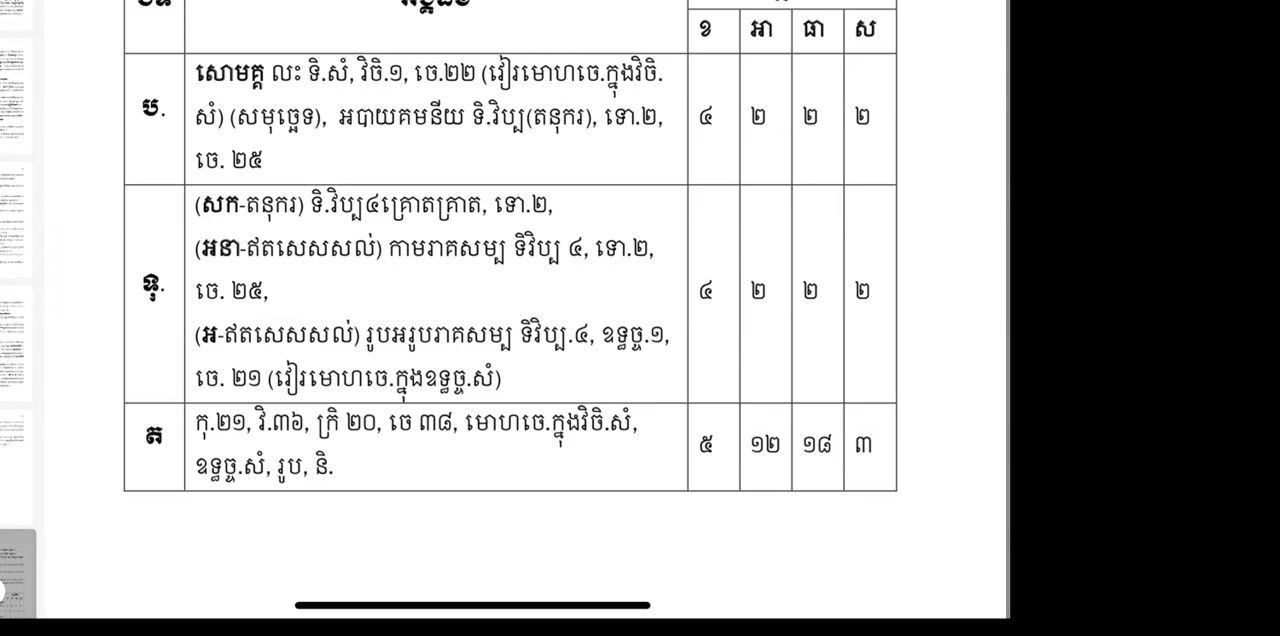 ខ អា ធា ស
សោមគ្គ លះ ទិ.សំ, វិចិ.១, ចេ.២២ (វៀរមោហចេ.ក្នុងវិចិ.
ប. សំ) (សមុច្ឆេទ), អបាយគមនីយ ទិ.វិប្ប(តនុករ), ទោ.២, ៤ ២ ២ ២
ចេ. ២៥
(សក-តនុករ) ទិ.វិប្ប៤គ្រោតគ្រាត, ទោ.២,
(អនា-ឥតសេសសល់) កាមរាគសម្ប ទិវិប្ប ៤, ទោ.២,
ទុ. ចេ. ២៥, ៤ ២ ២ ២
(អ-ឥតសេសសល់) រូបអរូបរាគសម្ប ទិវិប្ប.៤, ឧទ្ធច្ច.១,
ចេ. ២១ (វៀរមោហចេ.ក្នុងឧទ្ធច្ច.សំ)
ត កុ.២១, វិ.៣៦, ក្រិ ២០, ចេ ៣៨, មោហចេ.ក្នុងវិចិ.សំ, ៥ ១២ ១៨ ៣
ឧទ្ធច្ច.សំ, រូប, និ.